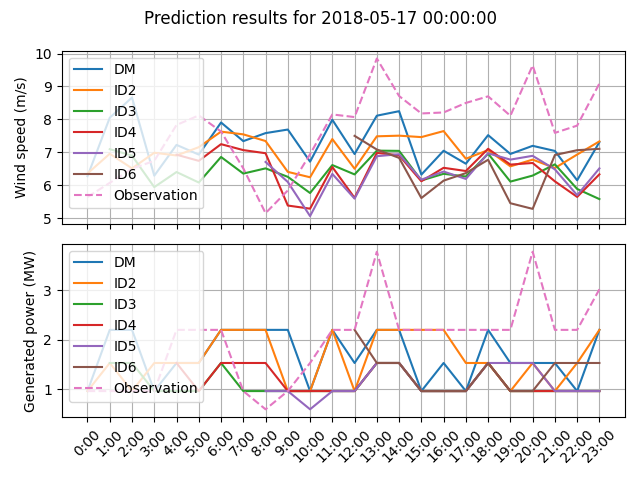 Prediction results for 2018-05-17 00:00:00
Wind speed (m/s)
10
9
8
7
6
5
DM
ID2
ID3
ID4
ID5
ID6
Observation
Generated power (MW)
3
2
1
DM
ID2
ID3
ID4
ID5
ID6
Observation
0:00 1:00 2:00 3:00 4:00 5:00 6:00 7:00 8:00 9:00 10:00 11:00 12:00 13:00 14:00 15:00 16:00 17:00 18:00 19:00 20:00 21:00 22:00 23:00